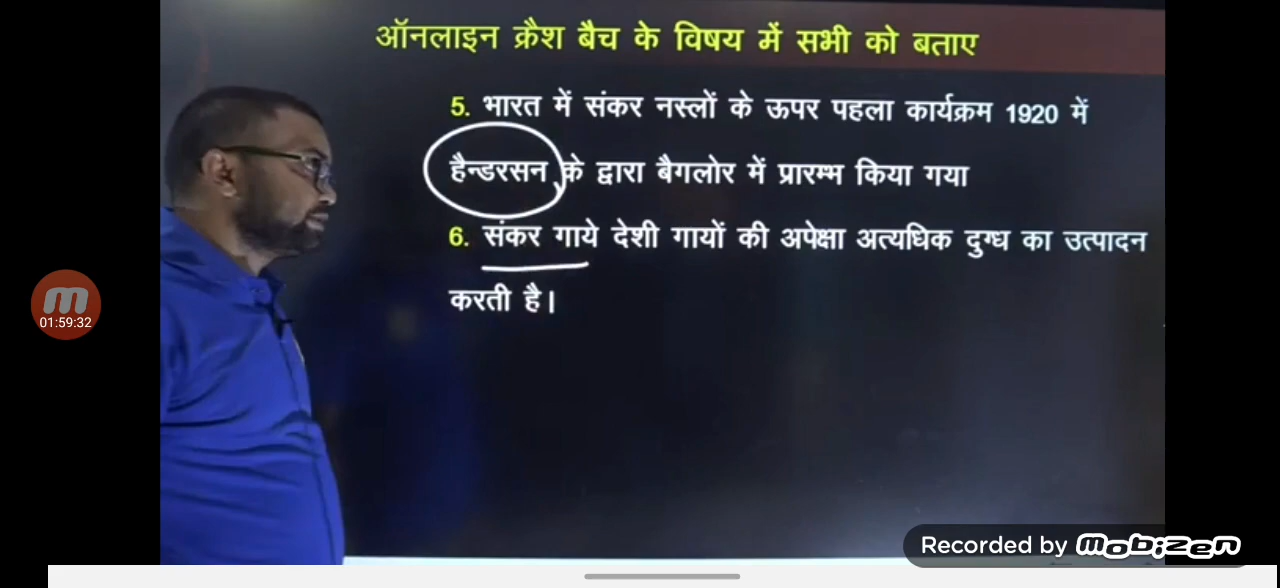 ऑनलाइन क्रैश बैच के विषय में सभी को बताए
5. भारत में संकर नस्लों के ऊपर पहला कार्यक्रम 1920 में
हैन्डरसन के द्वारा बैगलोर में प्रारम्भ किया गया
6. संकर गाये देशी गायों की अपेक्षा अत्यधिक दुग्ध का उत्पादन
करती है।
01:59:32
Recorded by Mobizen